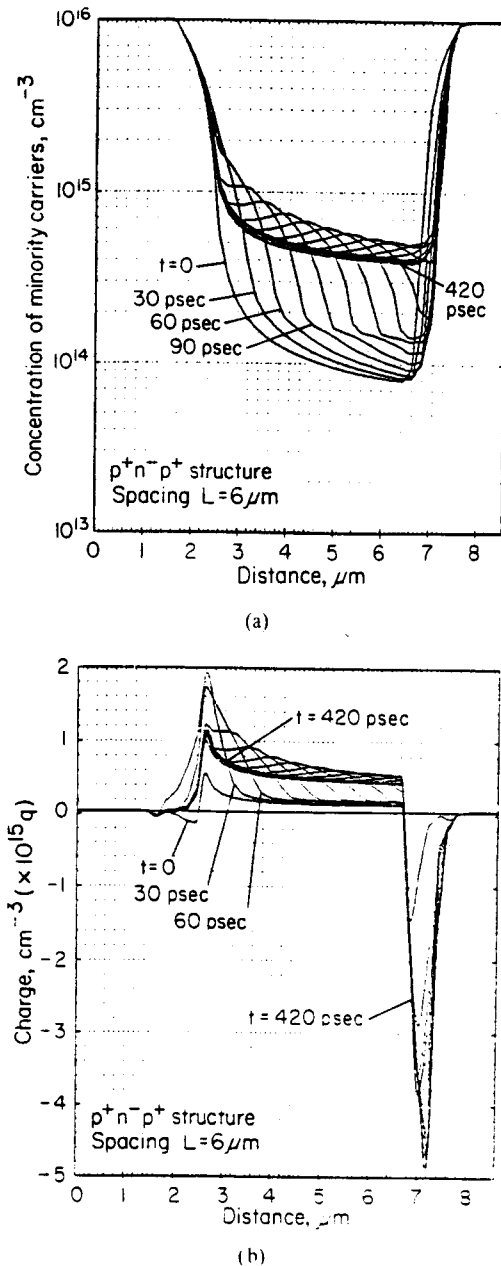 10¹⁶
10¹⁵
10¹⁴
10¹³
Concentration of minority carriers, cm⁻³
t=0
30 psec
60 psec
90 psec
420
psec
p⁺n⁻p⁺ structure
Spacing L=6μm
0 1 2 3 4 5 6 7 8
Distance, μm
(a)
2
1
0
-1
-2
-3
-4
-5
Charge, cm⁻³ (×10¹⁵q)
t = 420 psec
t=0
30 psec
60 psec
t = 420 psec
p⁺n⁻p⁺ structure
Spacing L=6μm
0 1 2 3 4 5 6 7 8
Distance, μm
(b)